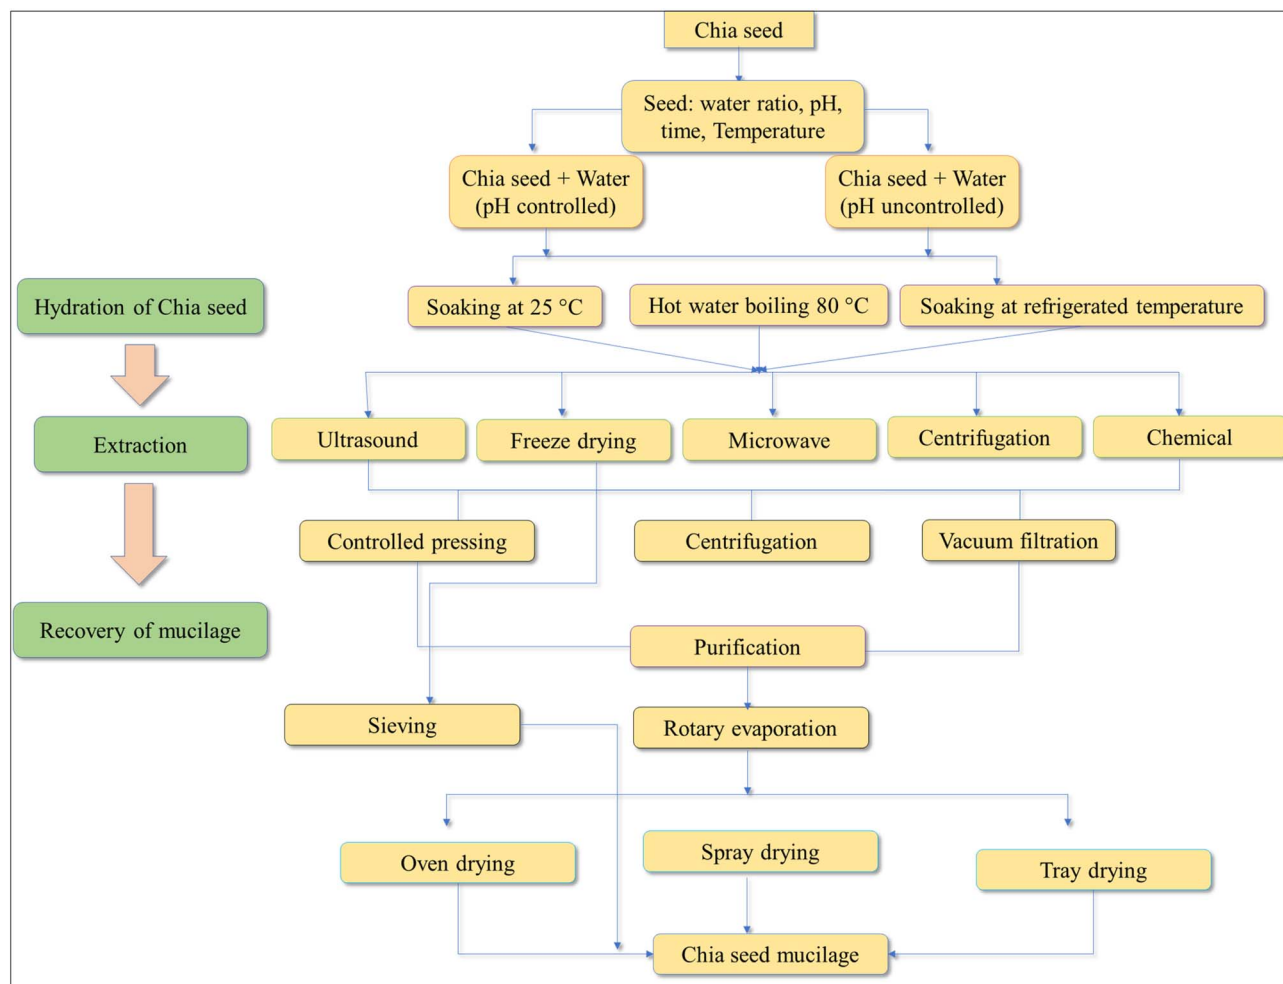 Chia seed
Seed: water ratio, pH,
time, Temperature
Chia seed + Water
(pH controlled)
Chia seed + Water
(pH uncontrolled)
Hydration of Chia seed
Soaking at 25 °C
Hot water boiling 80 °C
Soaking at refrigerated temperature
Extraction
Ultrasound
Freeze drying
Microwave
Centrifugation
Chemical
Controlled pressing
Centrifugation
Vacuum filtration
Recovery of mucilage
Purification
Sieving
Rotary evaporation
Oven drying
Spray drying
Tray drying
Chia seed mucilage